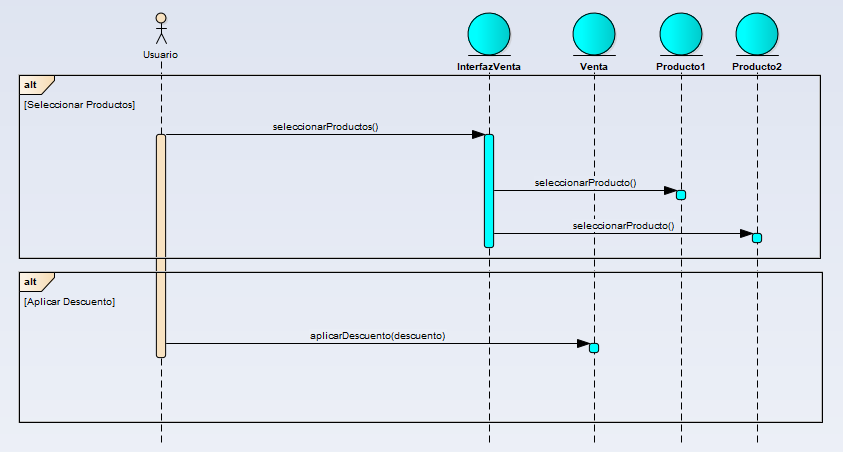 Usuario
InterfazVenta
Venta
Producto1
Producto2
alt
[Seleccionar Productos]
seleccionarProductos()
seleccionarProducto()
seleccionarProducto()
alt
[Aplicar Descuento]
aplicarDescuento(descuento)